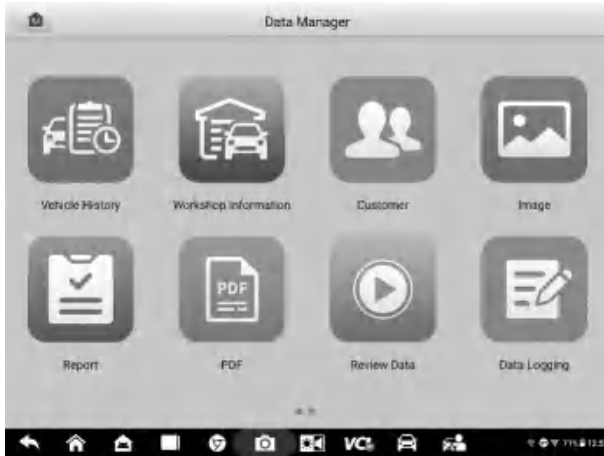 Data Manager
Vehicle History Workshop Information Customer Image
PDF
Report PDF Review Data Data Logging
VC